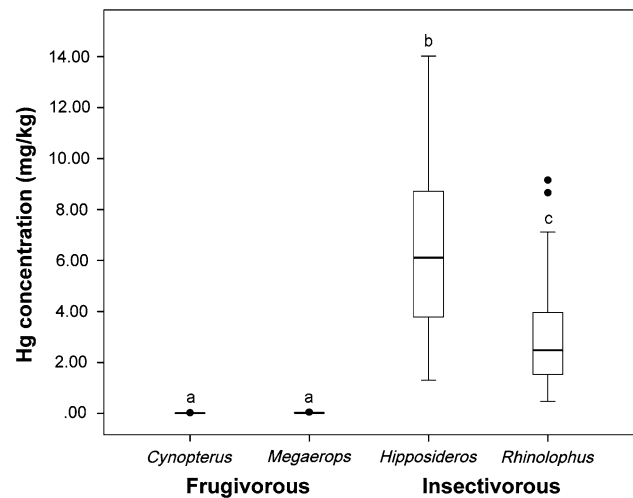 Hg concentration (mg/kg)
14.00
12.00
10.00
8.00
6.00
4.00
2.00
.00
a
a
b
c
Cynopterus
Megaerops
Hipposideros
Rhinolophus
Frugivorous
Insectivorous